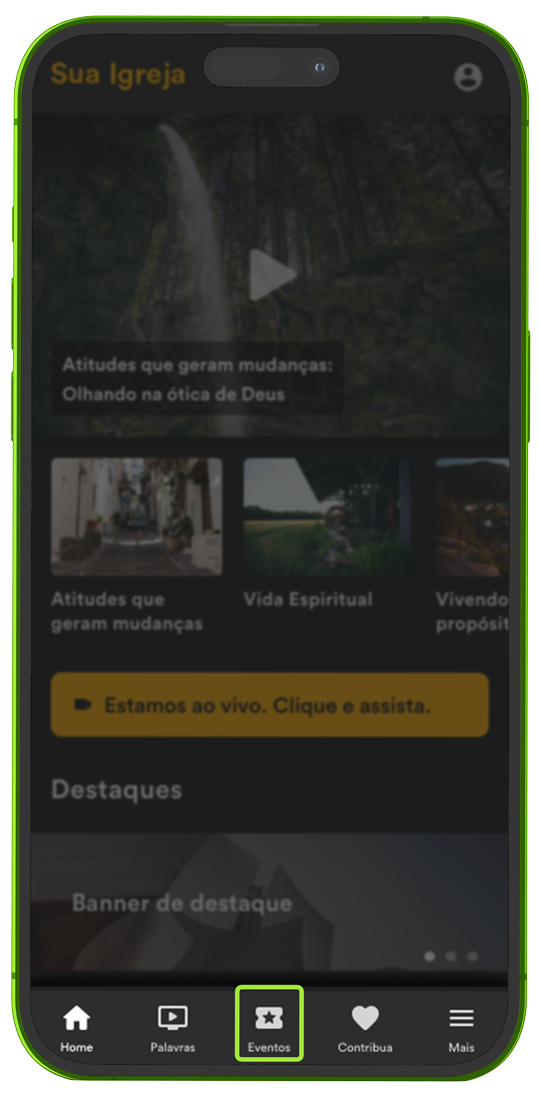 Sua Igreja
Atitudes que geram mudanças:
Olhando na ótica de Deus
Atitudes que
geram mudanças
Vida Espiritual
Vivendo
propósit
Estamos ao vivo. Clique e assista.
Destaques
Banner de destaque
Home
Palavras
Eventos
Contribua
Mais